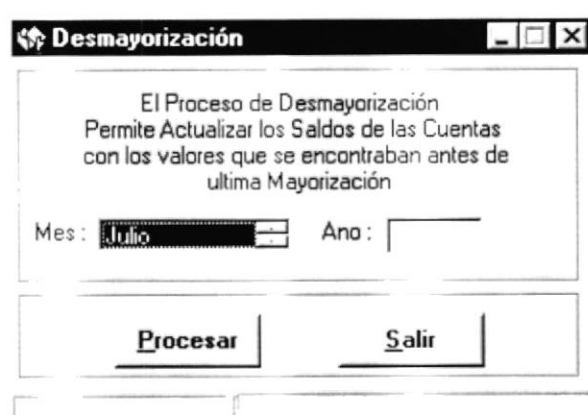 Desmayorización
El Proceso de Desmayorización
Permite Actualizar los Saldos de las Cuentas
con los valores que se encontraban antes de
ultima Mayorización
Mes : Julio Ano :
Procesar Salir